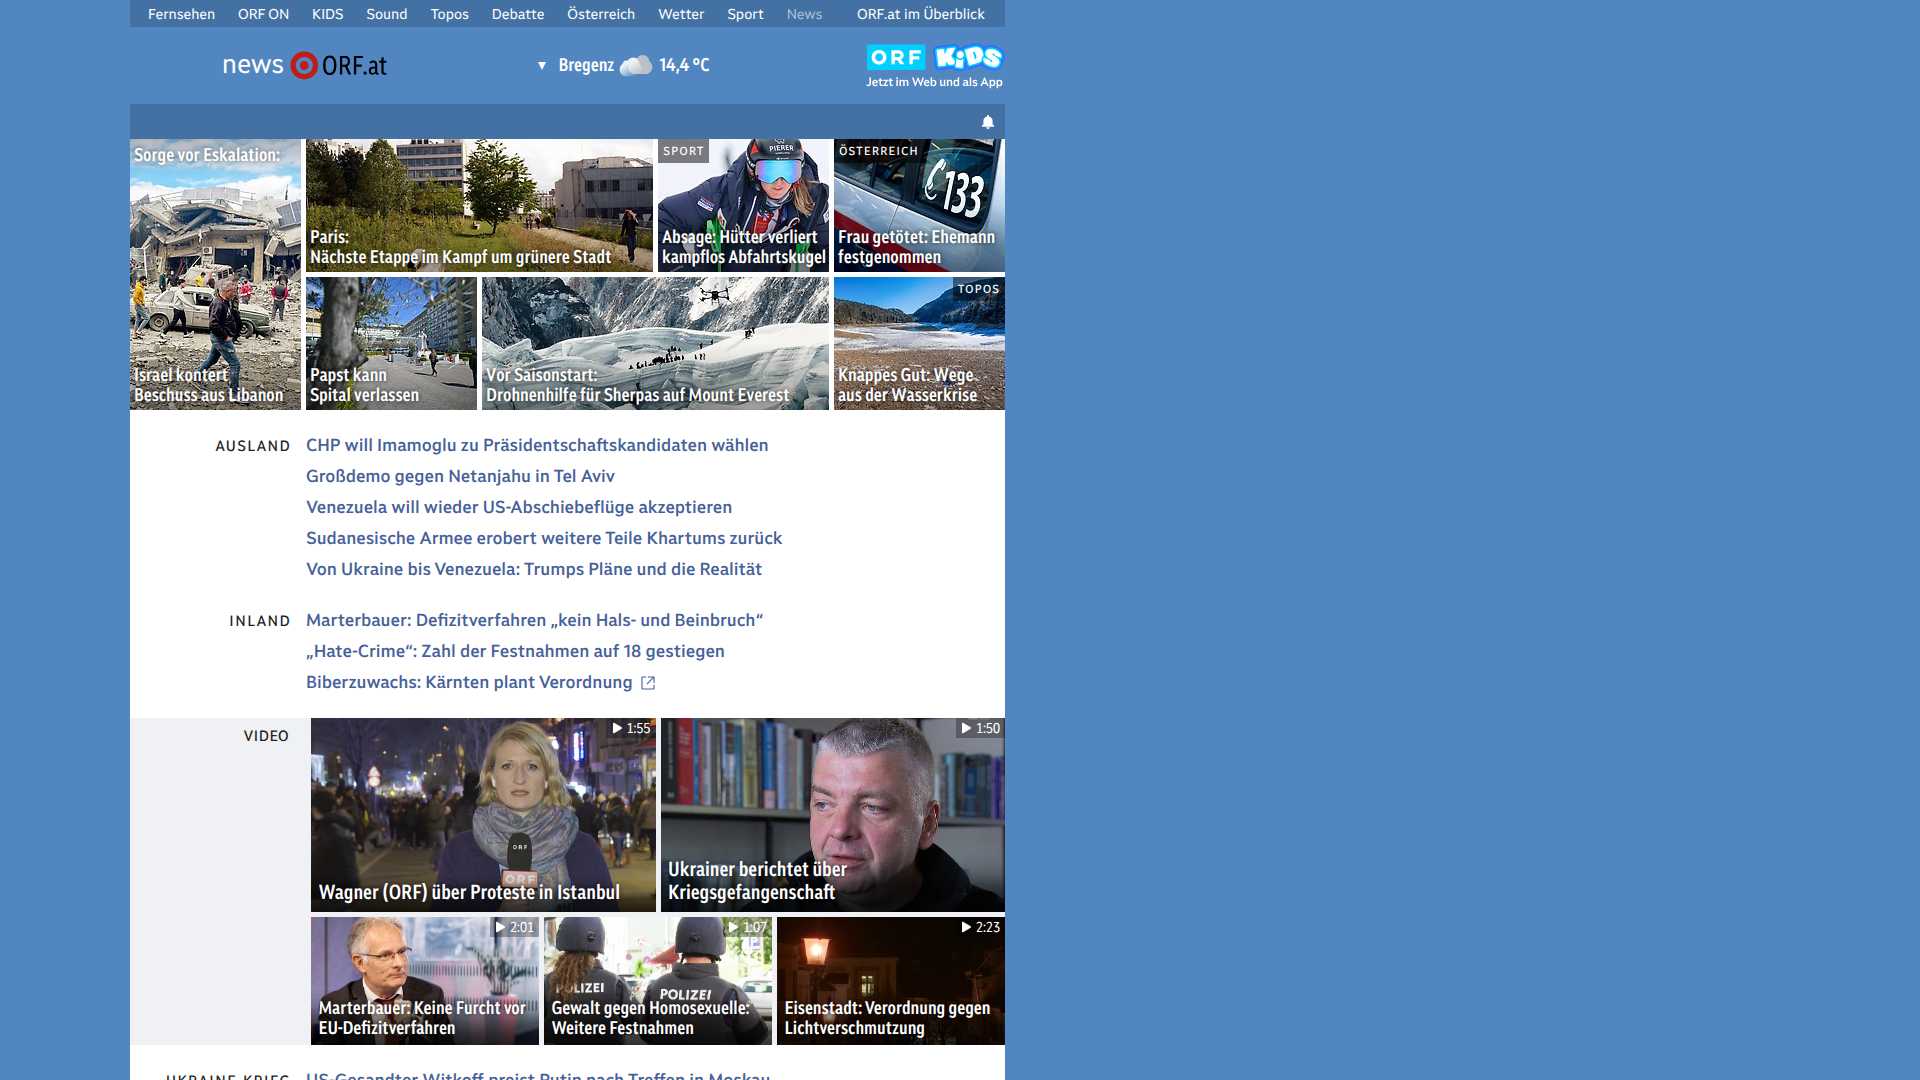 Fernsehen ORF ON KIDS Sound Topos Debatte Österreich Wetter Sport News ORF.at im Überblick
news ORF.at
▼ Bregenz 14,4 °C
ORF KiDS
Jetzt im Web und als App
Sorge vor Eskalation:
Israel kontert
Beschuss aus Libanon
Paris:
Nächste Etappe im Kampf um grünere Stadt
SPORT
PIERER
Absage: Hütter verliert
kampflos Abfahrtskugel
ÖSTERREICH
133
Frau getötet: Ehemann
festgenommen
Papst kann
Spital verlassen
Vor Saisonstart:
Drohnenhilfe für Sherpas auf Mount Everest
TOPOS
Knappes Gut: Wege
aus der Wasserkrise
AUSLAND
CHP will Imamoglu zu Präsidentschaftskandidaten wählen
Großdemo gegen Netanjahu in Tel Aviv
Venezuela will wieder US-Abschiebeflüge akzeptieren
Sudanesische Armee erobert weitere Teile Khartums zurück
Von Ukraine bis Venezuela: Trumps Pläne und die Realität
INLAND
Marterbauer: Defizitverfahren „kein Hals- und Beinbruch“
„Hate-Crime“: Zahl der Festnahmen auf 18 gestiegen
Biberzuwachs: Kärnten plant Verordnung
VIDEO
1:55
ORF
ORF
Wagner (ORF) über Proteste in Istanbul
1:50
Ukrainer berichtet über
Kriegsgefangenschaft
2:01
Marterbauer: Keine Furcht vor
EU-Defizitverfahren
1:07
POLIZEI
POLIZEI
Gewalt gegen Homosexuelle:
Weitere Festnahmen
2:23
Eisenstadt: Verordnung gegen
Lichtverschmutzung
UKRAINE-KRIEG
US-Gesandter Witkoff preist Putin nach Treffen in Moskau